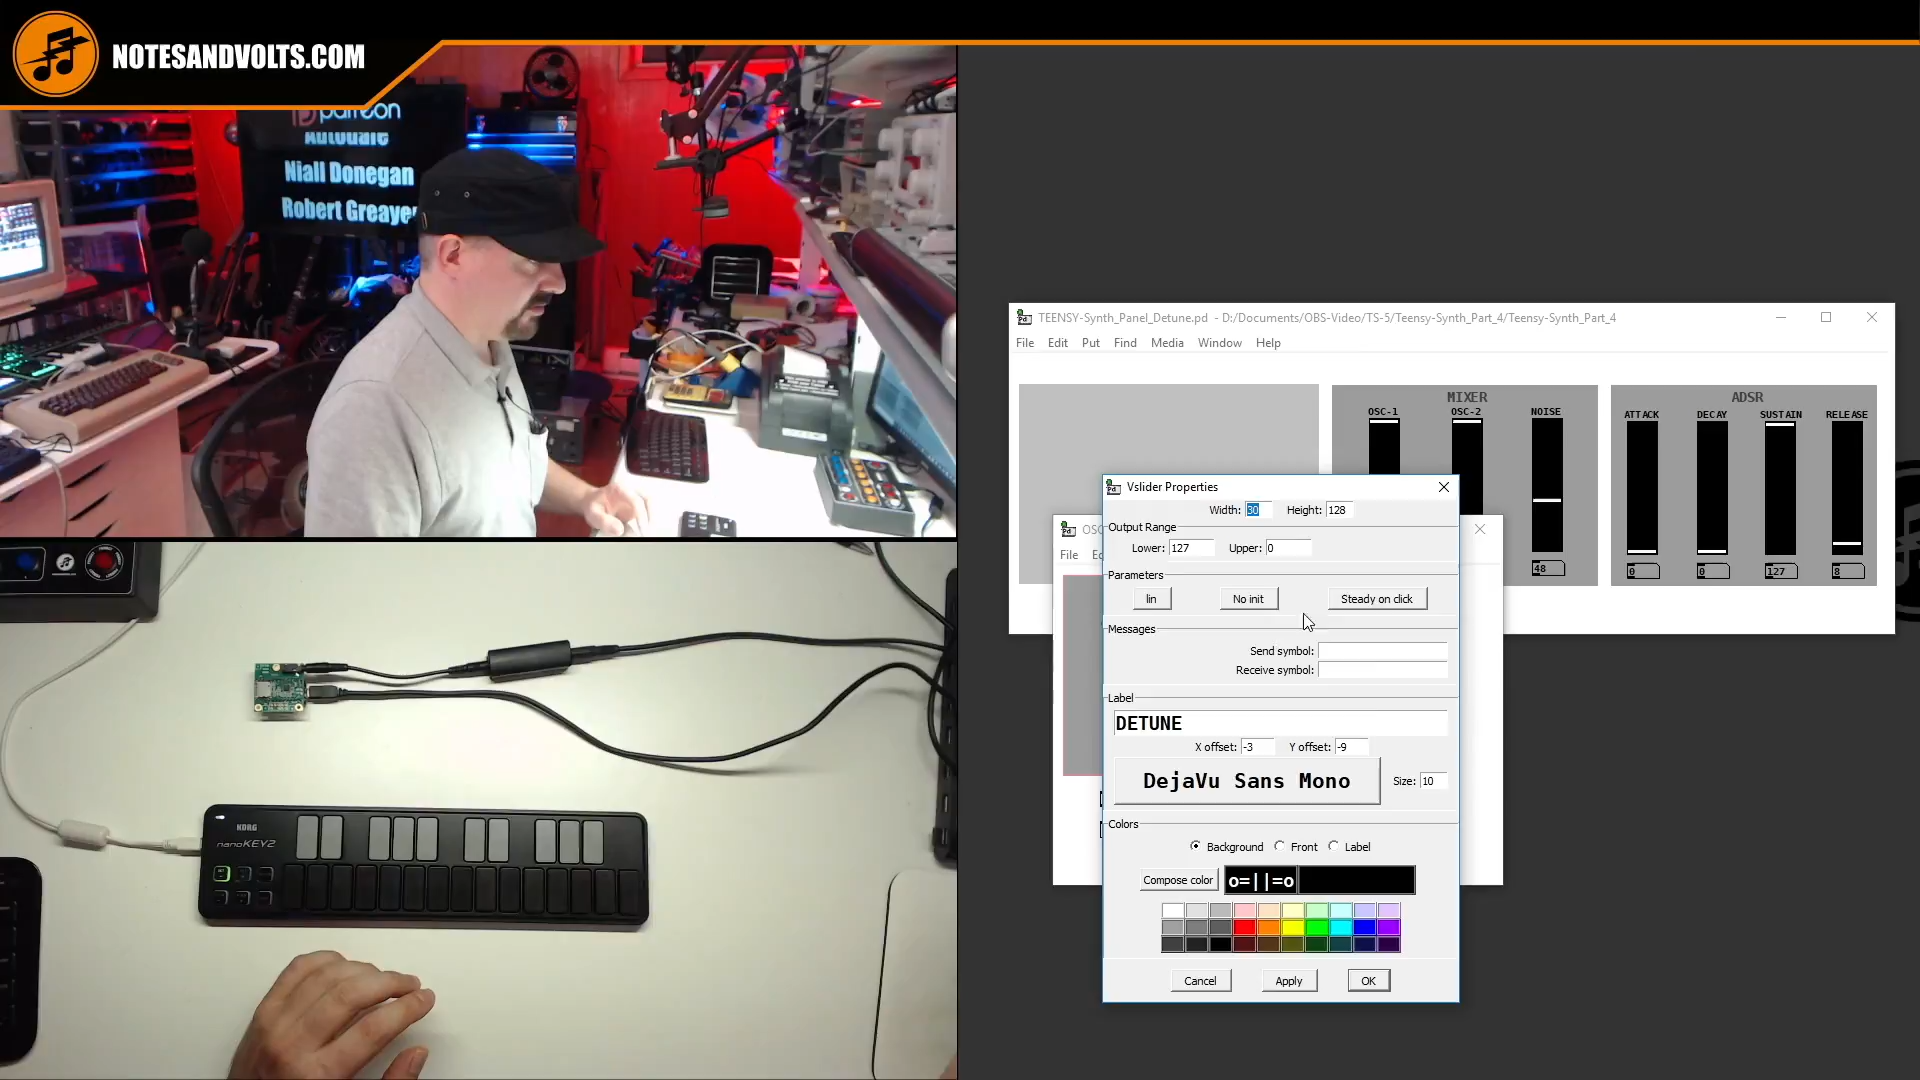 NOTESANDVOLTS.COM
patreon
Autodafe
Niall Donegan
Robert Greayer
KORG
nanoKEY2
TEENSY-Synth_Panel_Detune.pd - D:/Documents/OBS-Video/TS-5/Teensy-Synth_Part_4/Teensy-Synth_Part_4
File Edit Put Find Media Window Help
MIXER
OSC-1 OSC-2 NOISE
48
ADSR
ATTACK DECAY SUSTAIN RELEASE
0 0 127 8
OSC
File
Vslider Properties
Width: 30 Height: 128
Output Range
Lower: 127 Upper: 0
Parameters
lin No init Steady on click
Messages
Send symbol:
Receive symbol:
Label
DETUNE
X offset: -3 Y offset: -9
DejaVu Sans Mono Size: 10
Colors
Background Front Label
Compose color o=||=o
Cancel Apply OK